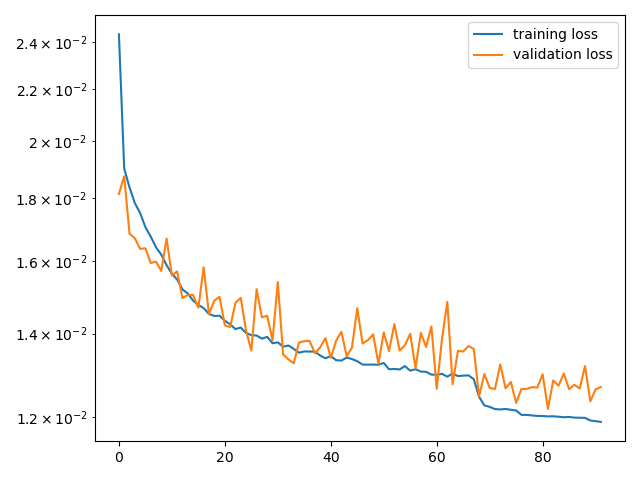 training loss
validation loss
2.4 × 10⁻²
2.2 × 10⁻²
2 × 10⁻²
1.8 × 10⁻²
1.6 × 10⁻²
1.4 × 10⁻²
1.2 × 10⁻²
0 20 40 60 80